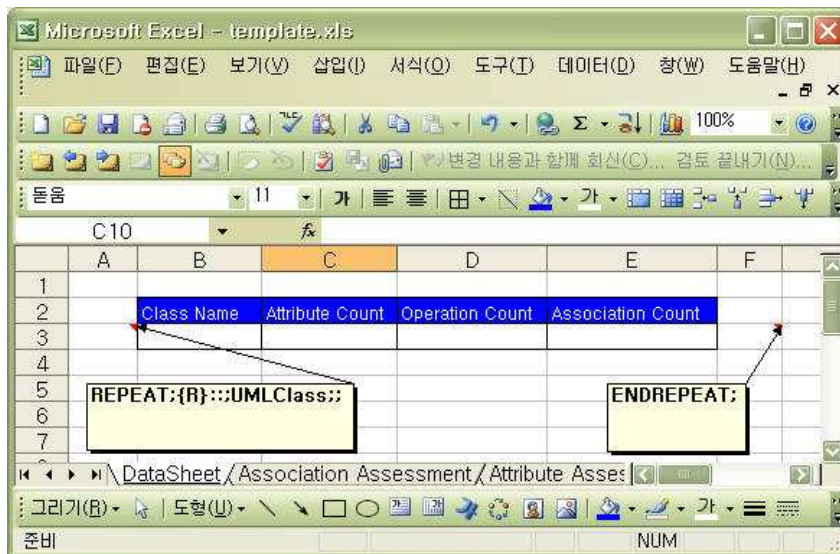 Microsoft Excel - template.xls
파일(F) 편집(E) 보기(V) 삽입(I) 서식(O) 도구(T) 데이터(D) 창(W) 도움말(H)
100%
변경 내용과 함께 회신(C)... 검토 끝내기(N)...
돋움 11 가 가
C10 fx
A B C D E F
1
2 Class Name Attribute Count Operation Count Association Count
3
4
5 REPEAT;{R}:::UMLClass;; ENDREPEAT;
6
7
DataSheet Association Assessment Attribute Asses
그리기(R) 도형(U) 가
준비 NUM